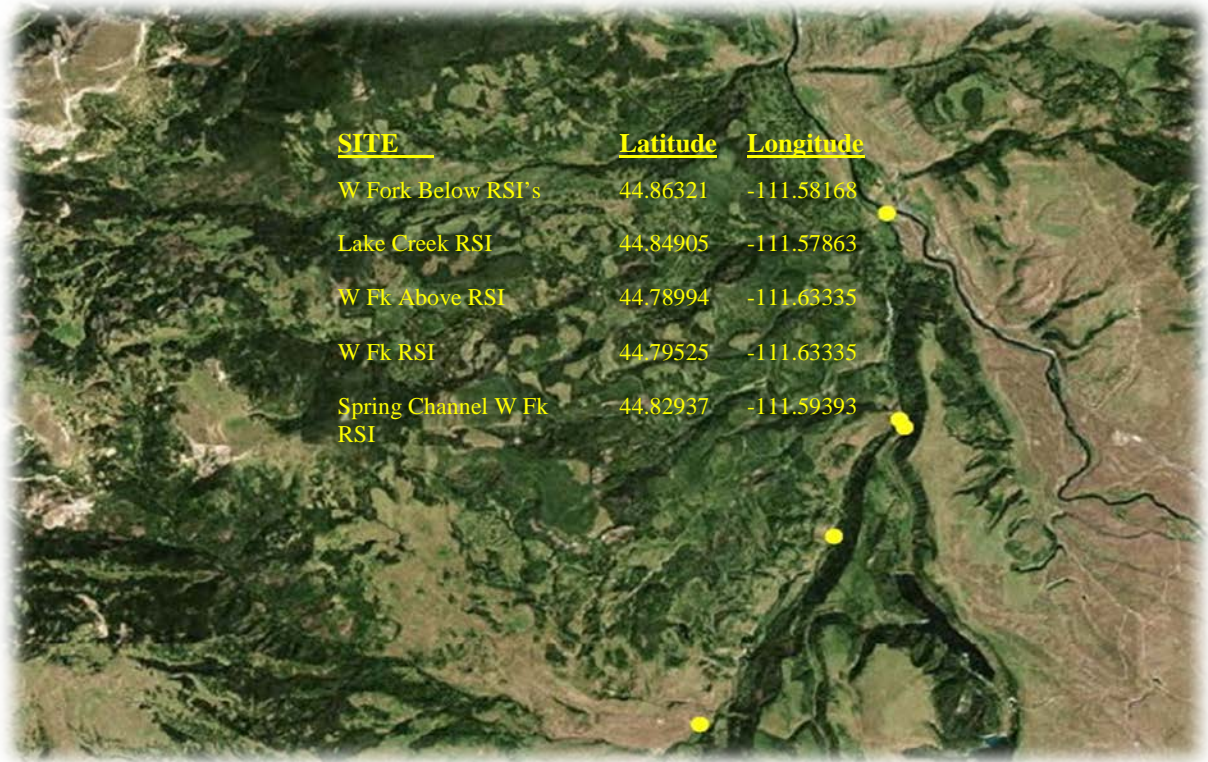 SITE Latitude Longitude
W Fork Below RSI’s 44.86321 -111.58168
Lake Creek RSI 44.84905 -111.57863
W Fk Above RSI 44.78994 -111.63335
W Fk RSI 44.79525 -111.63335
Spring Channel W Fk 44.82937 -111.59393
RSI